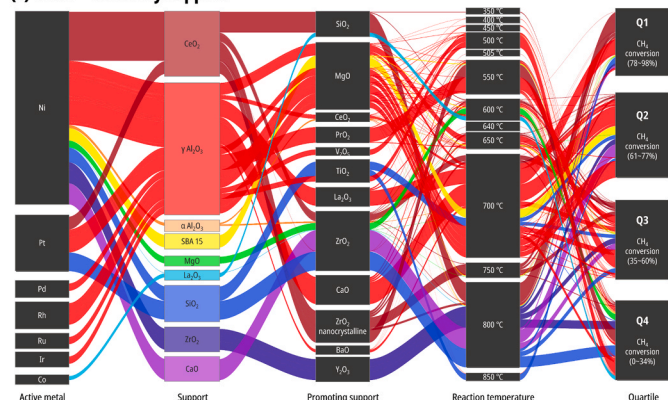 Q1
CH₄
conversion
(78~98%)
Q2
CH₄
conversion
(61~77%)
Q3
CH₄
conversion
(35~60%)
Q4
CH₄
conversion
(0~34%)
Ni
Pt
Pd
Rh
Ru
Ir
Co
CeO₂
γ Al₂O₃
α Al₂O₃
SBA 15
MgO
La₂O₃
SiO₂
ZrO₂
CaO
SiO₂
MgO
CeO₂
PrO₂
V₂O₅
TiO₂
La₂O₃
ZrO₂
CaO
ZrO₂
nanocrystalline
BaO
Y₂O₃
350 °C
400 °C
450 °C
500 °C
505 °C
550 °C
600 °C
640 °C
650 °C
700 °C
750 °C
800 °C
850 °C
Active metal
Support
Promoting support
Reaction temperature
Quartile